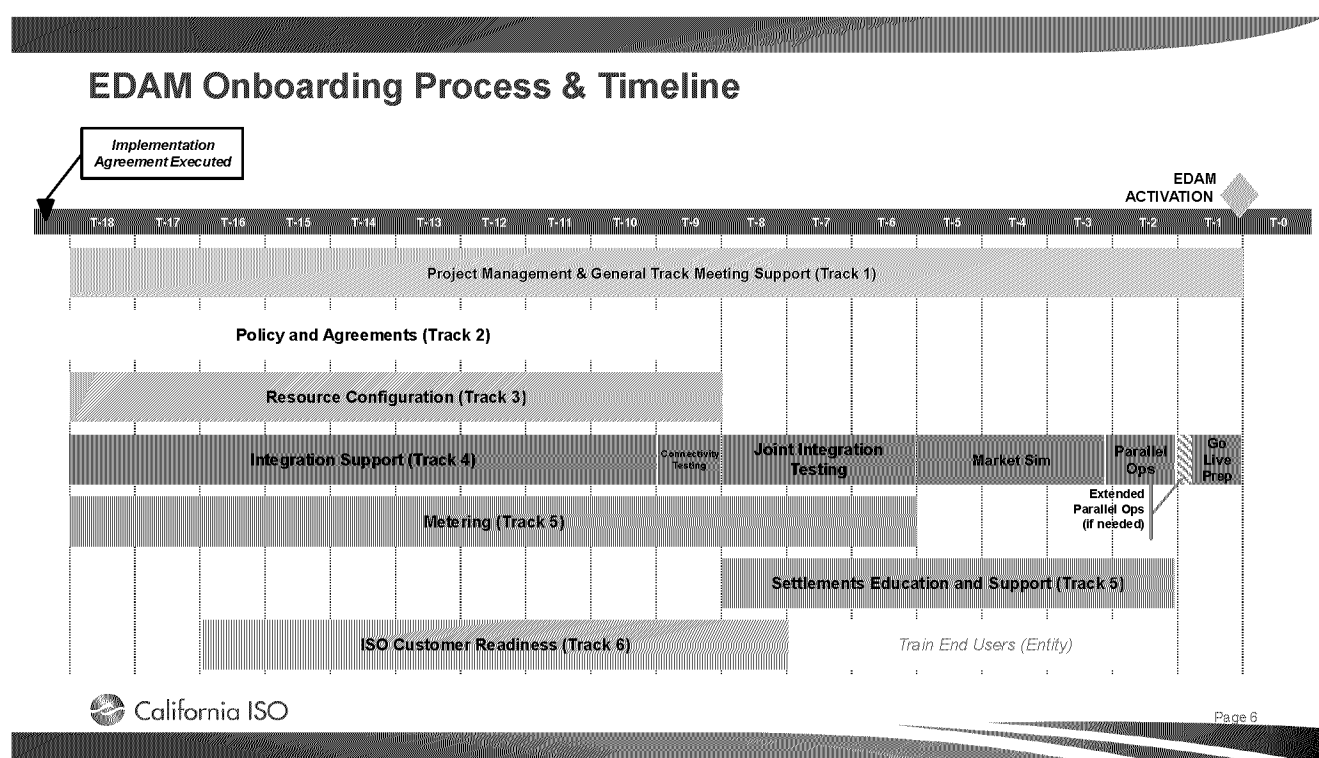 EDAM Onboarding Process & Timeline
Implementation
Agreement Executed
EDAM
ACTIVATION
T-18 T-17 T-16 T-15 T-14 T-13 T-12 T-11 T-10 T-9 T-8 T-7 T-6 T-5 T-4 T-3 T-2 T-1 T-0
Project Management & General Track Meeting Support (Track 1)
Policy and Agreements (Track 2)
Resource Configuration (Track 3)
Integration Support (Track 4)
Connectivity
Testing
Joint Integration
Testing
Market Sim
Parallel
Ops
Go
Live
Prep
Extended
Parallel Ops
(if needed)
Metering (Track 5)
Settlements Education and Support (Track 5)
ISO Customer Readiness (Track 6)
Train End Users (Entity)
California ISO
Page 6